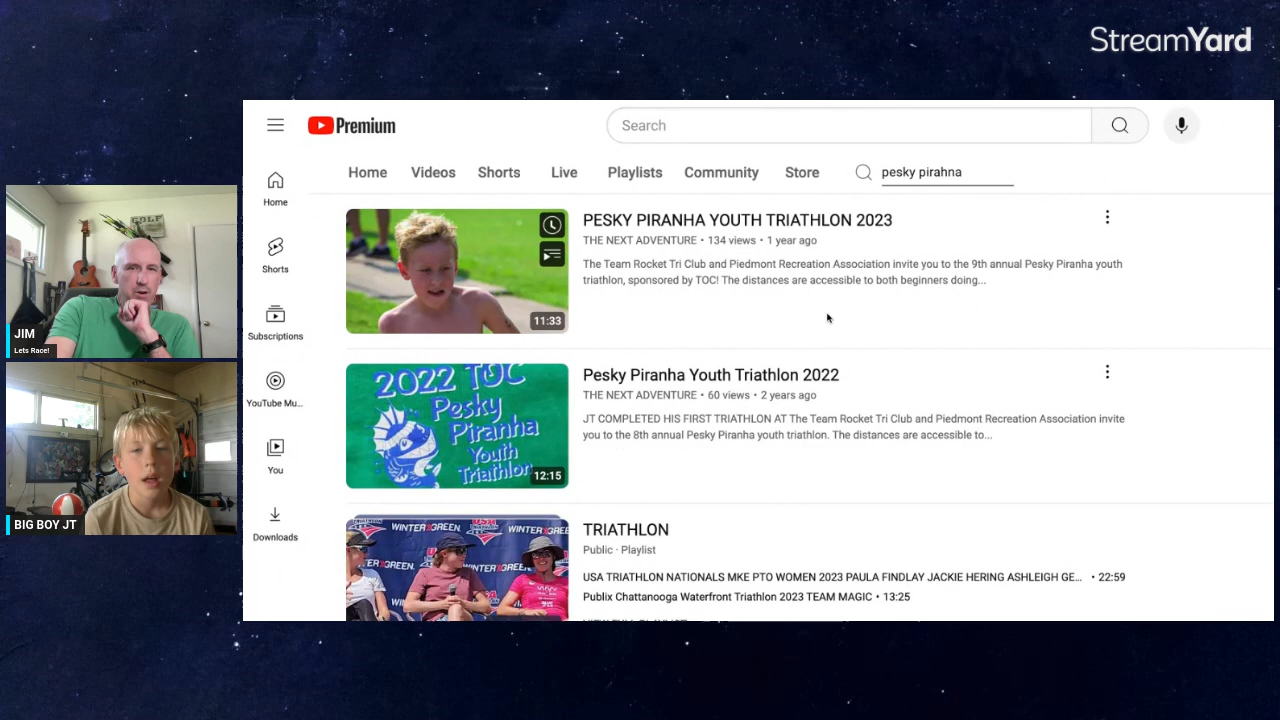 StreamYard
Premium
Search
Home
Videos
Shorts
Live
Playlists
Community
Store
pesky pirahna
Home
Shorts
Subscriptions
YouTube Mu...
You
Downloads
11:33
PESKY PIRANHA YOUTH TRIATHLON 2023
THE NEXT ADVENTURE • 134 views • 1 year ago
The Team Rocket Tri Club and Piedmont Recreation Association invite you to the 9th annual Pesky Piranha youth
triathlon, sponsored by TOC! The distances are accessible to both beginners doing...
2022 TOC
Pesky
Piranha
Youth
Triathlon
12:15
Pesky Piranha Youth Triathlon 2022
THE NEXT ADVENTURE • 60 views • 2 years ago
JT COMPLETED HIS FIRST TRIATHLON AT The Team Rocket Tri Club and Piedmont Recreation Association invite
you to the 8th annual Pesky Piranha youth triathlon. The distances are accessible to...
WINTERGREEN
WINTERGREEN
TRIATHLON
Public · Playlist
USA TRIATHLON NATIONALS MKE PTO WOMEN 2023 PAULA FINDLAY JACKIE HERING ASHLEIGH GE... • 22:59
Publix Chattanooga Waterfront Triathlon 2023 TEAM MAGIC • 13:25
GOLF
JIM
Lets Race!
BIG BOY JT